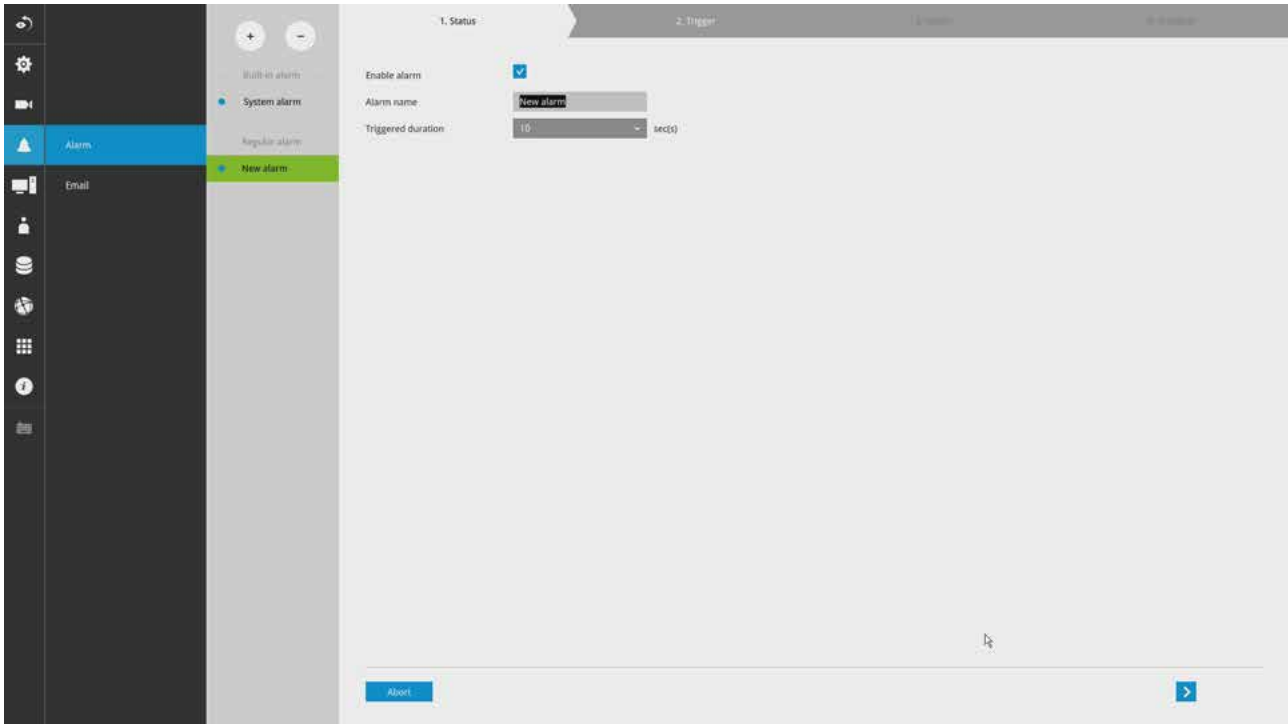 1. Status
2. Trigger
+
−
Built-in alarm
System alarm
Regular alarm
New alarm
Alarm
Email
Enable alarm
Alarm name
New alarm
Triggered duration
10
sec(s)
Abort